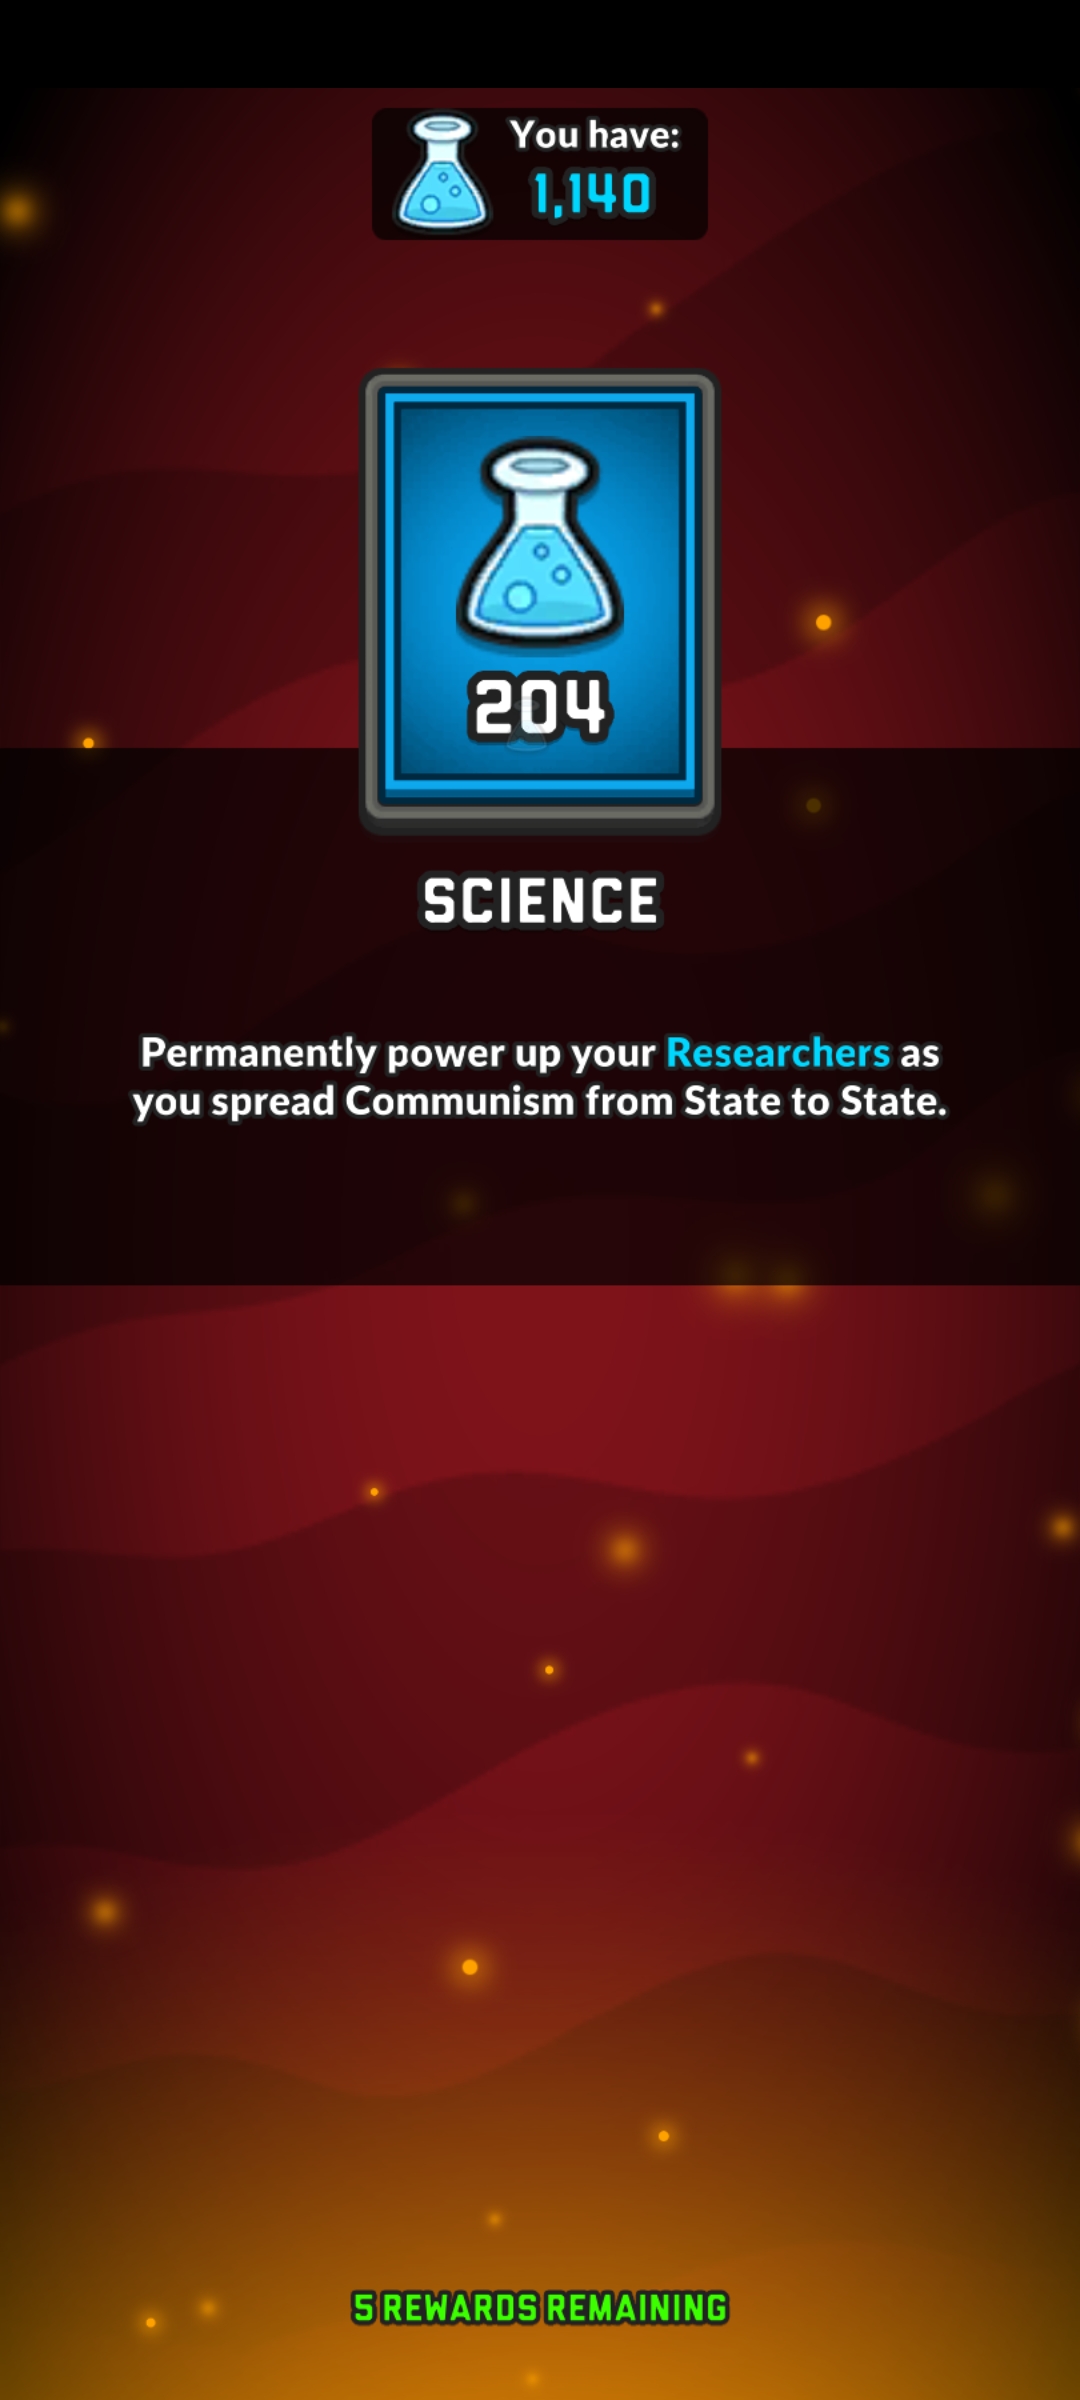 You have:
1,140
204
SCIENCE
Permanently power up your Researchers as
you spread Communism from State to State.
5 REWARDS REMAINING